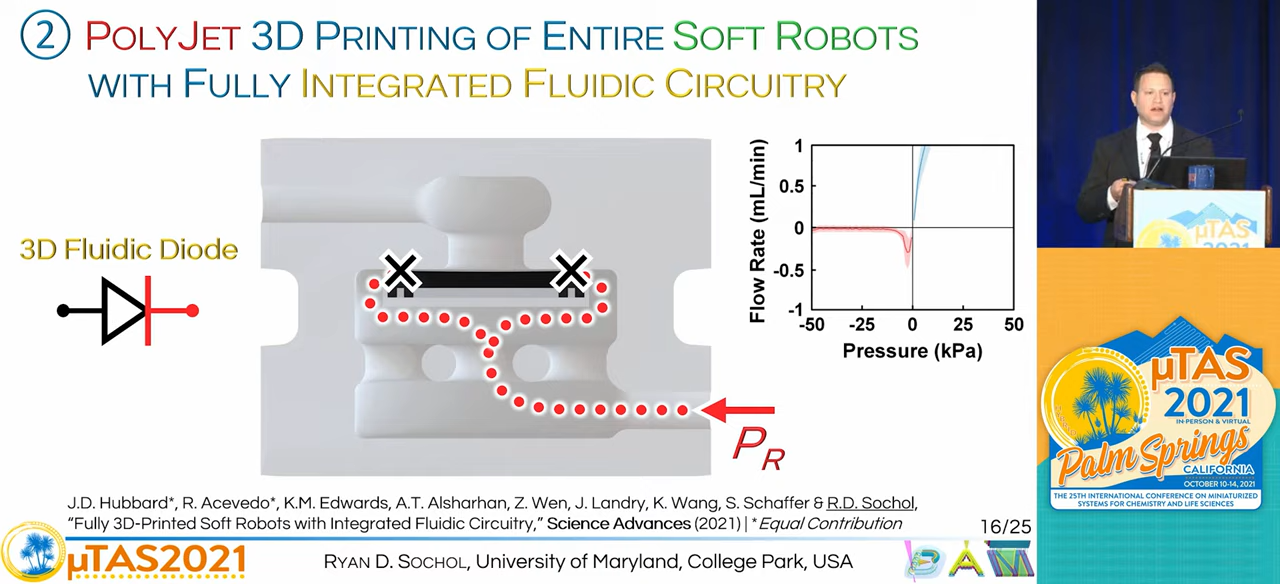 ② POLYJET 3D PRINTING OF ENTIRE SOFT ROBOTS
WITH FULLY INTEGRATED FLUIDIC CIRCUITRY
3D Fluidic Diode
P_R
Flow Rate (mL/min)
1
0.5
0
-0.5
-1
-50 -25 0 25 50
Pressure (kPa)
J.D. Hubbard*, R. Acevedo*, K.M. Edwards, A.T. Alsharhan, Z. Wen, J. Landry, K. Wang, S. Schaffer & R.D. Sochol,
“Fully 3D-Printed Soft Robots with Integrated Fluidic Circuitry,” Science Advances (2021) | *Equal Contribution
16/25
µTAS2021
RYAN D. SOCHOL, University of Maryland, College Park, USA
BAM
µTAS
2021
µTAS
2021
IN-PERSON & VIRTUAL
Palm Springs
CALIFORNIA
OCTOBER 10-14, 2021
THE 25TH INTERNATIONAL CONFERENCE ON MINIATURIZED
SYSTEMS FOR CHEMISTRY AND LIFE SCIENCES